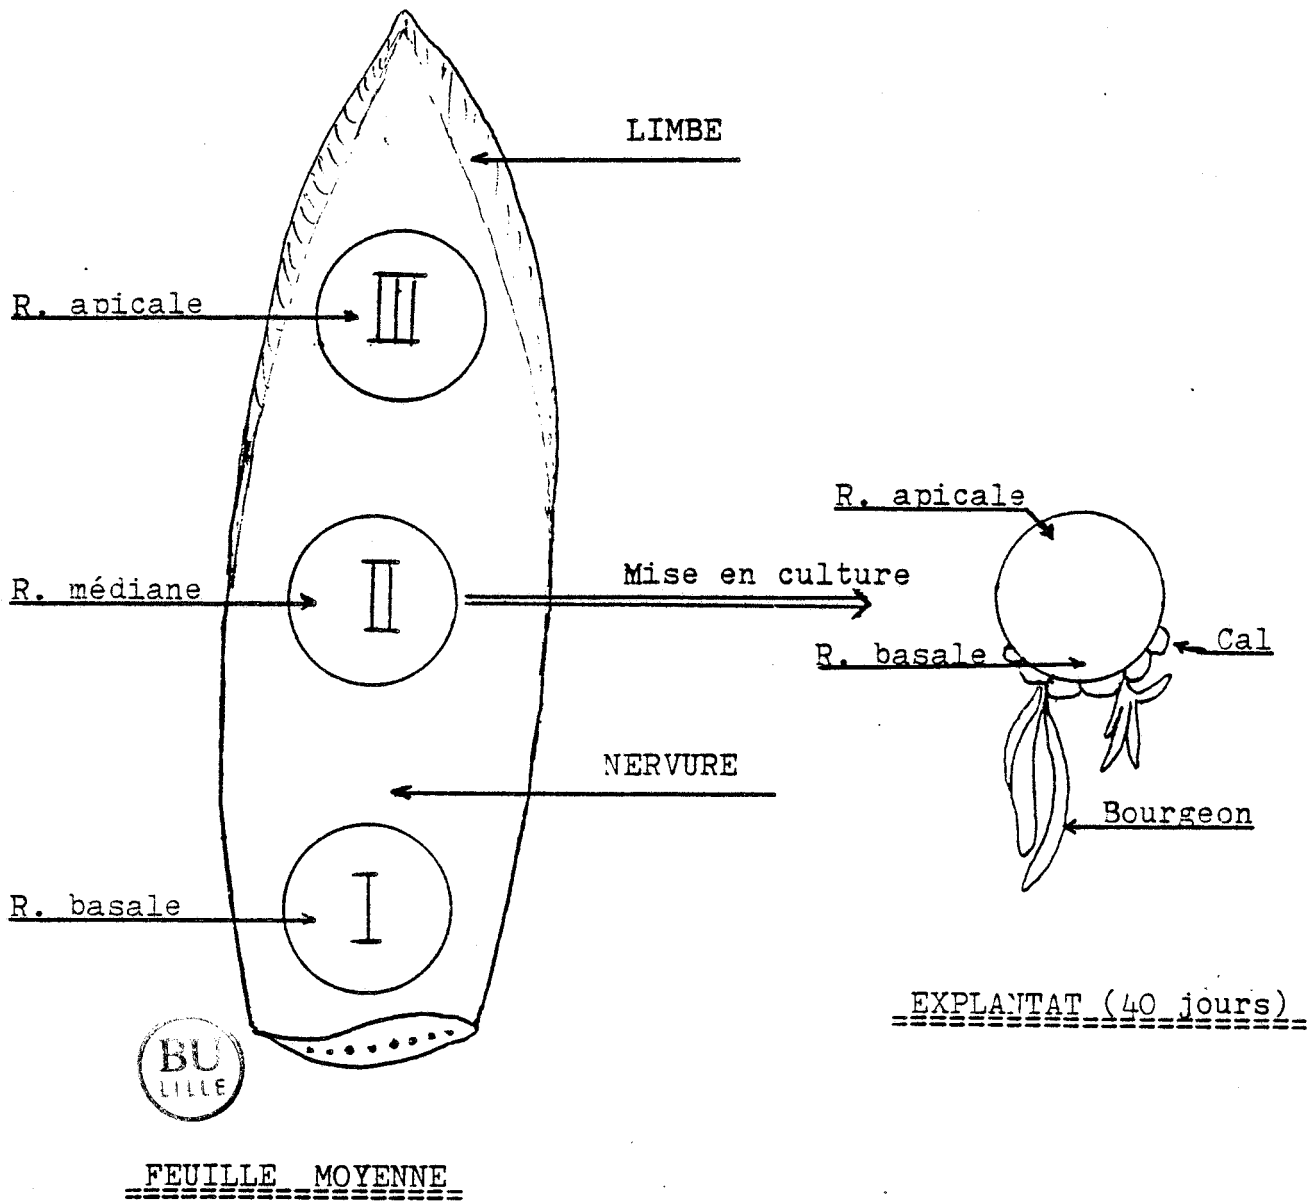 LIMBE
R. apicale
III
R. apicale
R. médiane
II
Mise en culture
R. basale
Cal
NERVURE
Bourgeon
R. basale
I
EXPLANTAT (40 jours)
BU
LILLE
FEUILLE MOYENNE